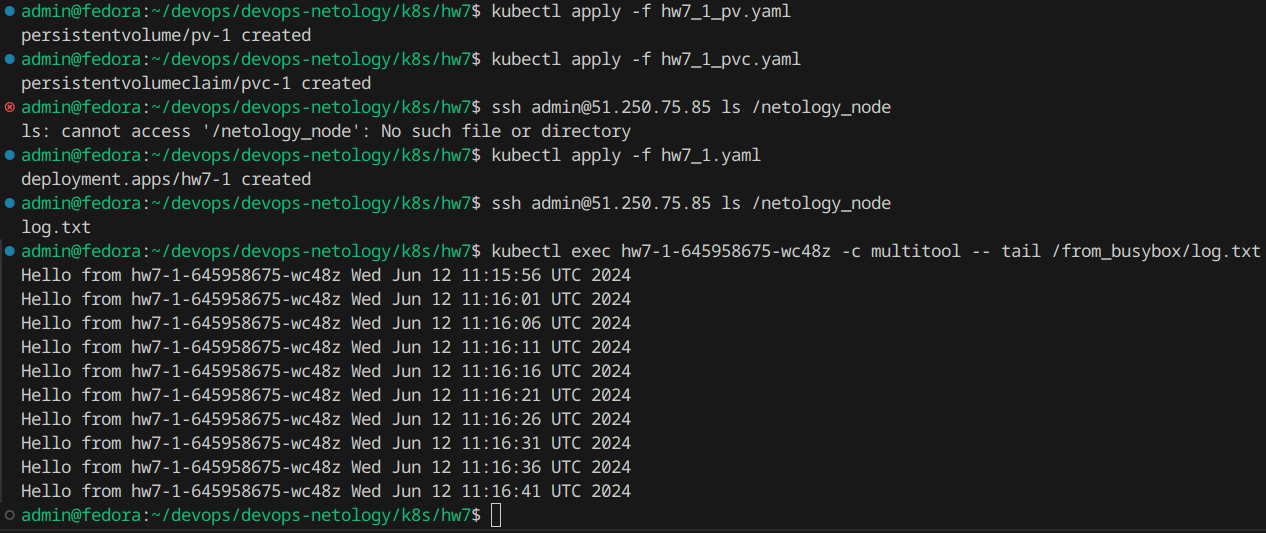 admin@fedora:~/devops/devops-netology/k8s/hw7$ kubectl apply -f hw7_1_pv.yaml
persistentvolume/pv-1 created
admin@fedora:~/devops/devops-netology/k8s/hw7$ kubectl apply -f hw7_1_pvc.yaml
persistentvolumeclaim/pvc-1 created
admin@fedora:~/devops/devops-netology/k8s/hw7$ ssh admin@51.250.75.85 ls /netology_node
ls: cannot access '/netology_node': No such file or directory
admin@fedora:~/devops/devops-netology/k8s/hw7$ kubectl apply -f hw7_1.yaml
deployment.apps/hw7-1 created
admin@fedora:~/devops/devops-netology/k8s/hw7$ ssh admin@51.250.75.85 ls /netology_node
log.txt
admin@fedora:~/devops/devops-netology/k8s/hw7$ kubectl exec hw7-1-645958675-wc48z -c multitool -- tail /from_busybox/log.txt
Hello from hw7-1-645958675-wc48z Wed Jun 12 11:15:56 UTC 2024
Hello from hw7-1-645958675-wc48z Wed Jun 12 11:16:01 UTC 2024
Hello from hw7-1-645958675-wc48z Wed Jun 12 11:16:06 UTC 2024
Hello from hw7-1-645958675-wc48z Wed Jun 12 11:16:11 UTC 2024
Hello from hw7-1-645958675-wc48z Wed Jun 12 11:16:16 UTC 2024
Hello from hw7-1-645958675-wc48z Wed Jun 12 11:16:21 UTC 2024
Hello from hw7-1-645958675-wc48z Wed Jun 12 11:16:26 UTC 2024
Hello from hw7-1-645958675-wc48z Wed Jun 12 11:16:31 UTC 2024
Hello from hw7-1-645958675-wc48z Wed Jun 12 11:16:36 UTC 2024
Hello from hw7-1-645958675-wc48z Wed Jun 12 11:16:41 UTC 2024
admin@fedora:~/devops/devops-netology/k8s/hw7$